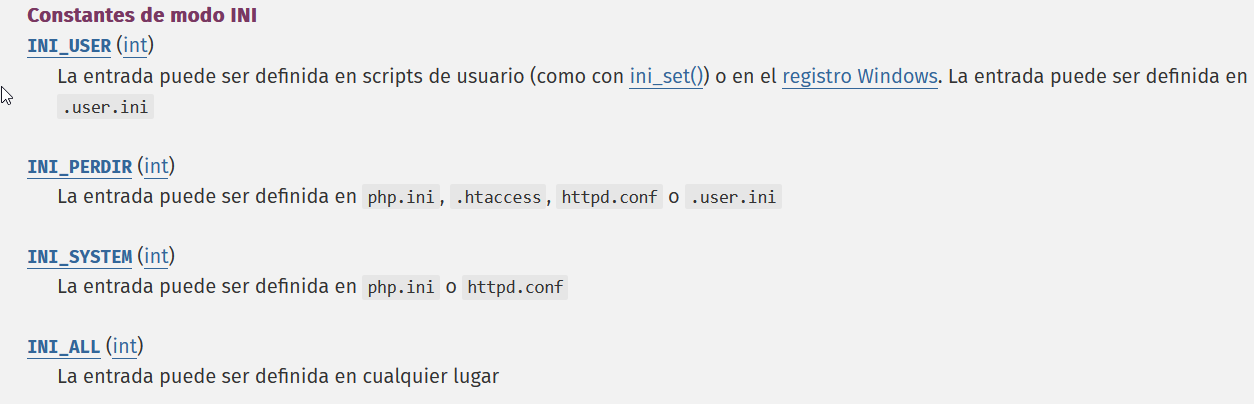 Constantes de modo INI
INI_USER (int)
La entrada puede ser definida en scripts de usuario (como con ini_set()) o en el registro Windows. La entrada puede ser definida en
.user.ini
INI_PERDIR (int)
La entrada puede ser definida en php.ini, .htaccess, httpd.conf o .user.ini
INI_SYSTEM (int)
La entrada puede ser definida en php.ini o httpd.conf
INI_ALL (int)
La entrada puede ser definida en cualquier lugar